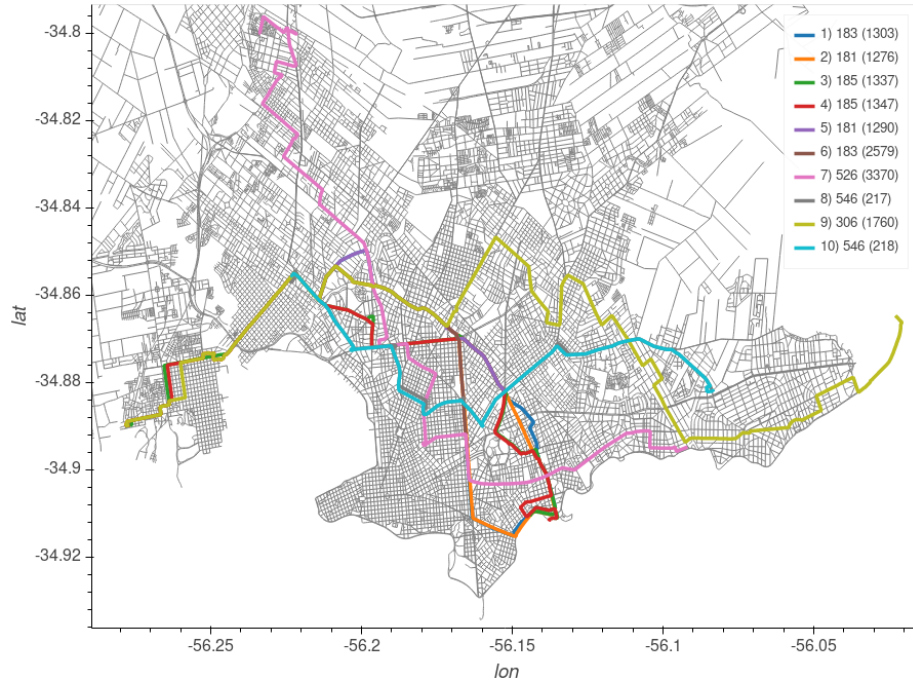 -34.8
-34.82
-34.84
-34.86
-34.88
-34.9
-34.92
lat
-56.25
-56.2
-56.15
-56.1
-56.05
lon
1) 183 (1303)
2) 181 (1276)
3) 185 (1337)
4) 185 (1347)
5) 181 (1290)
6) 183 (2579)
7) 526 (3370)
8) 546 (217)
9) 306 (1760)
10) 546 (218)